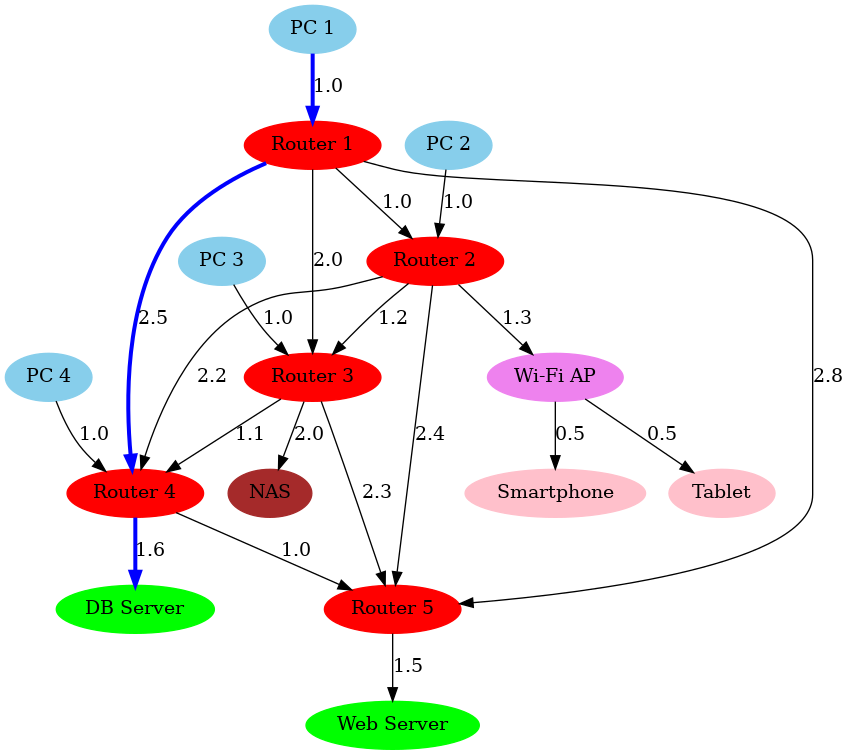 PC 1
1.0
Router 1
PC 2
1.0
1.0
PC 3
2.0
Router 2
2.5
1.0
1.2
1.3
PC 4
2.2
Router 3
Wi-Fi AP
2.8
1.0
1.1
2.0
2.4
0.5
0.5
Router 4
NAS
2.3
Smartphone
Tablet
1.6
1.0
DB Server
Router 5
1.5
Web Server